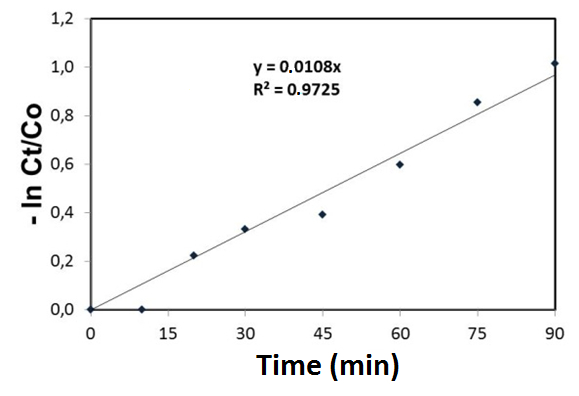 1,2
1,0
0,8
0,6
0,4
0,2
0,0
- ln Ct/Co
y = 0.0108x
R² = 0.9725
0 15 30 45 60 75 90
Time (min)